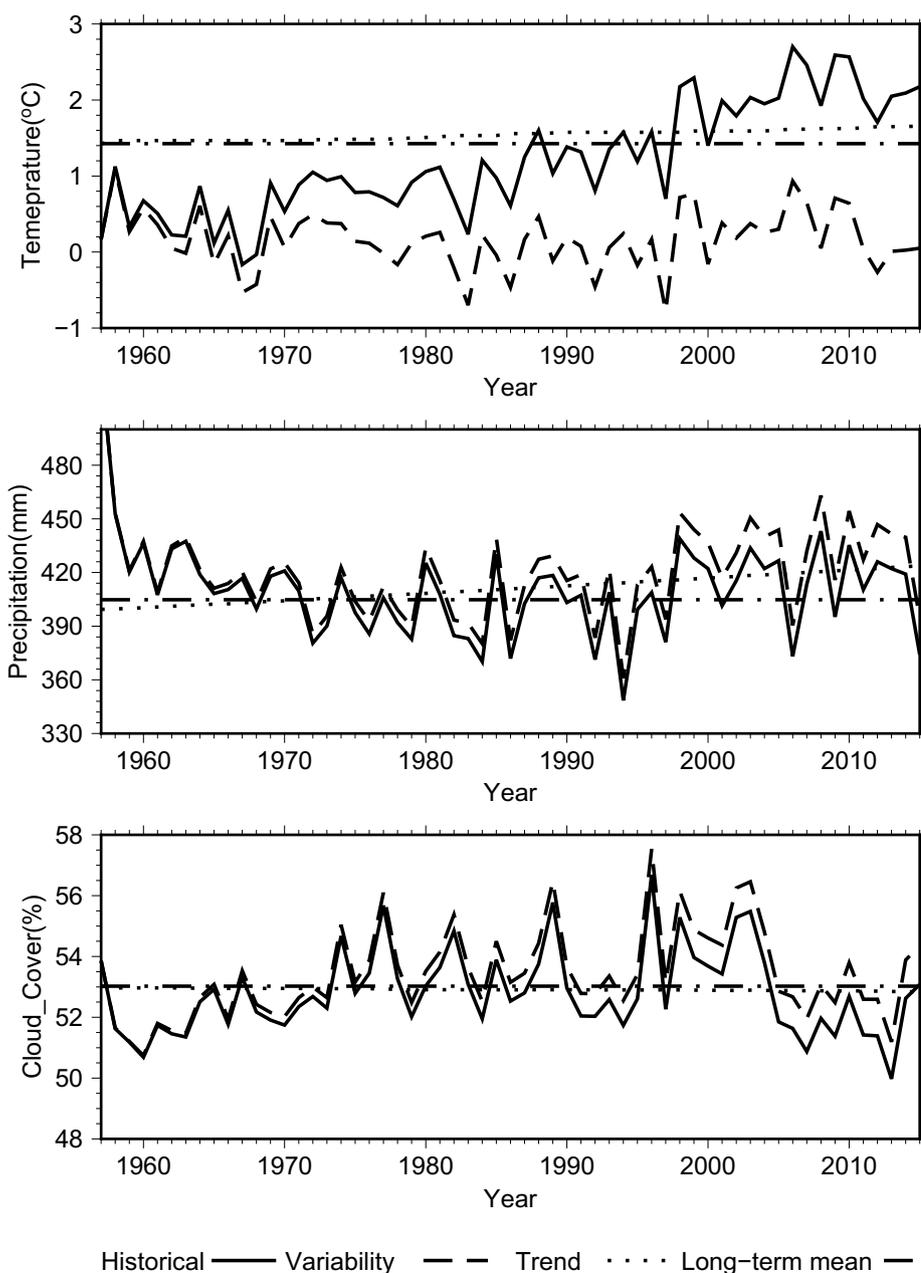 3
2
1
0
−1
Temeprature(ºC)
1960 1970 1980 1990 2000 2010
Year
480
450
420
390
360
330
Precipitation(mm)
1960 1970 1980 1990 2000 2010
Year
58
56
54
52
50
48
Cloud_Cover(%)
1960 1970 1980 1990 2000 2010
Year
Historical Variability Trend Long−term mean